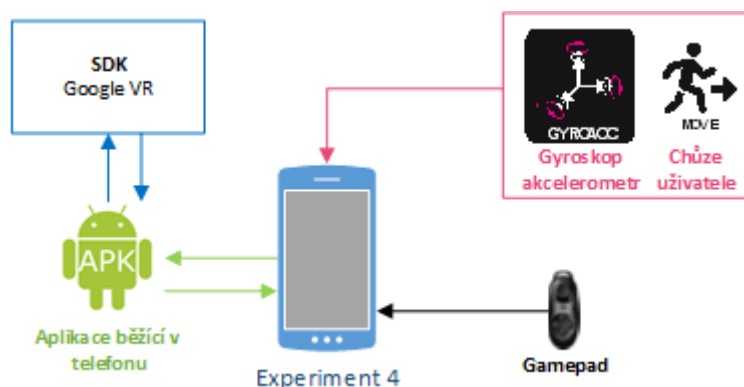 SDK
Google VR
GYROACC
MOVE
Gyroskop
akcelerometr
Chůze
uživatele
APK
Aplikace běžící v
telefonu
Experiment 4
Gamepad